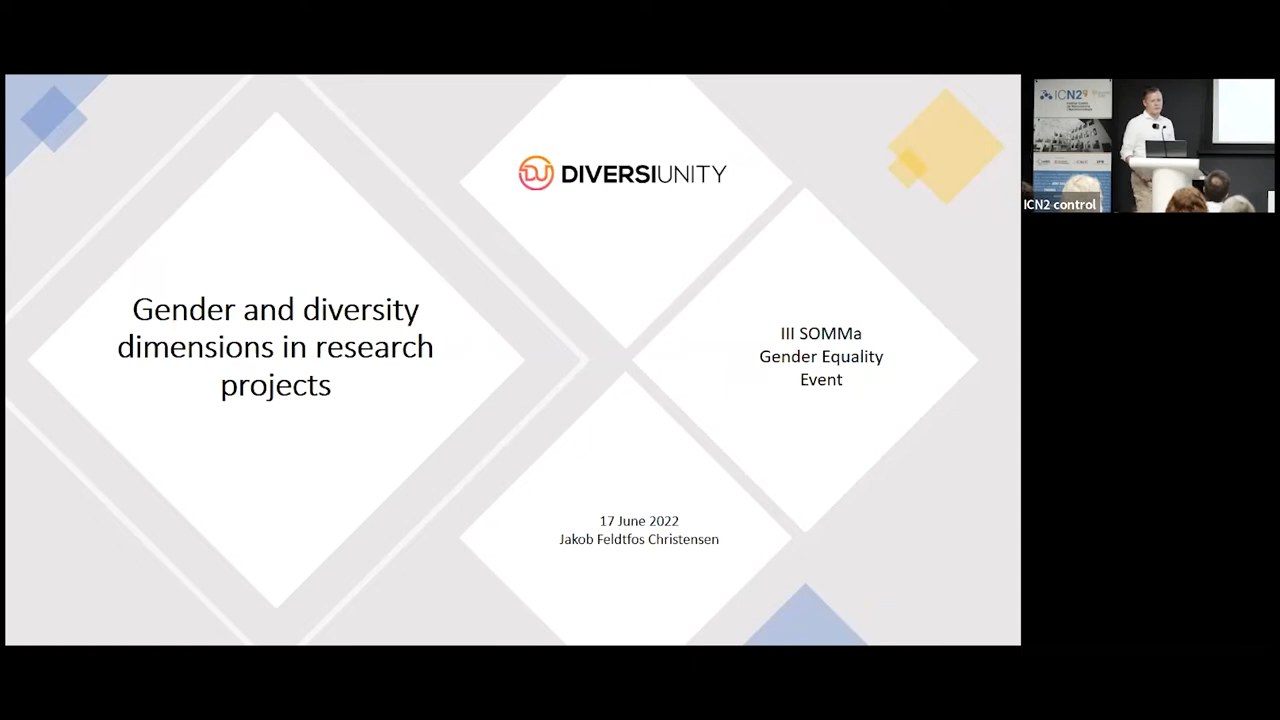 DIVERSIUNITY
Gender and diversity
dimensions in research
projects
III SOMMa
Gender Equality
Event
17 June 2022
Jakob Feldtfos Christensen
ICN2
ICN2 control